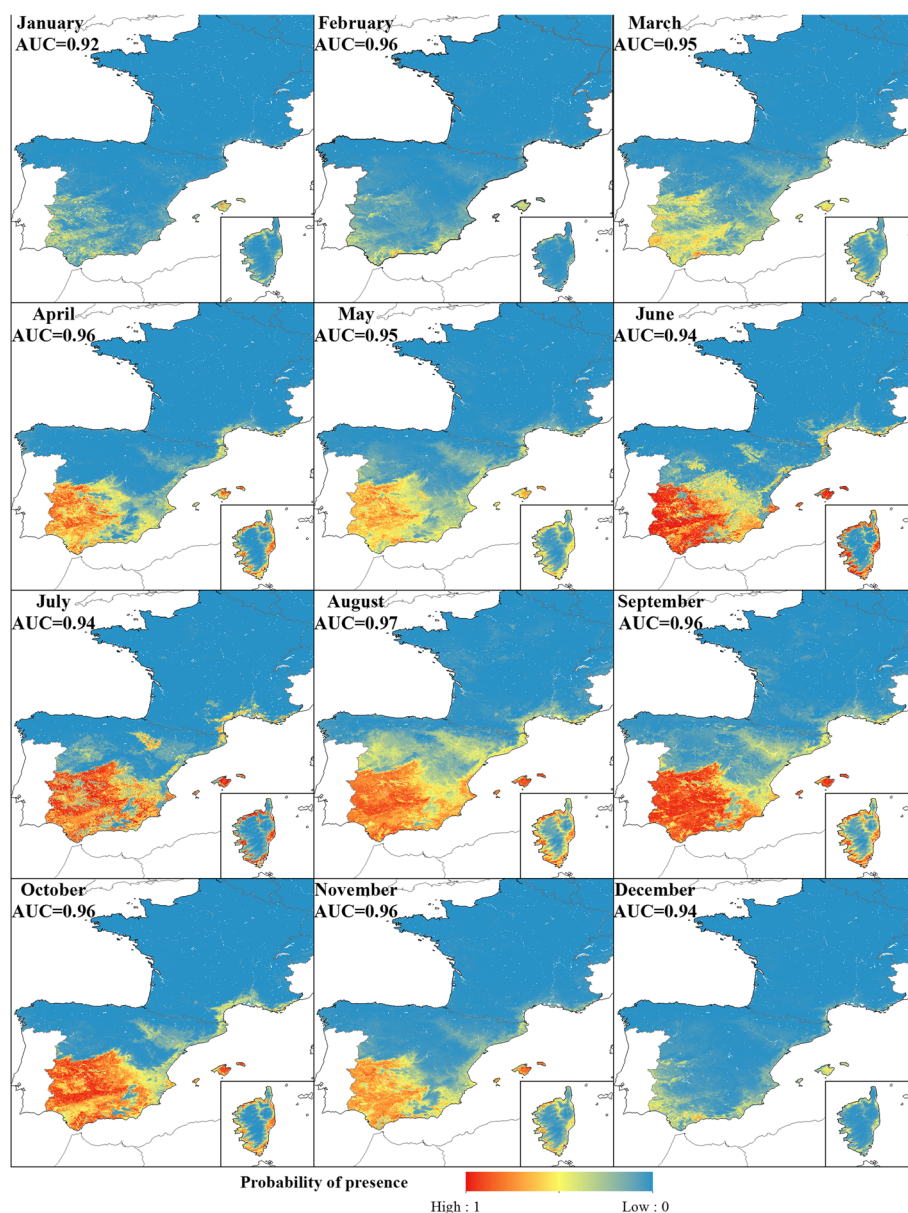 January
AUC=0.92
February
AUC=0.96
March
AUC=0.95
April
AUC=0.96
May
AUC=0.95
June
AUC=0.94
July
AUC=0.94
August
AUC=0.97
September
AUC=0.96
October
AUC=0.96
November
AUC=0.96
December
AUC=0.94
Probability of presence
High : 1
Low : 0